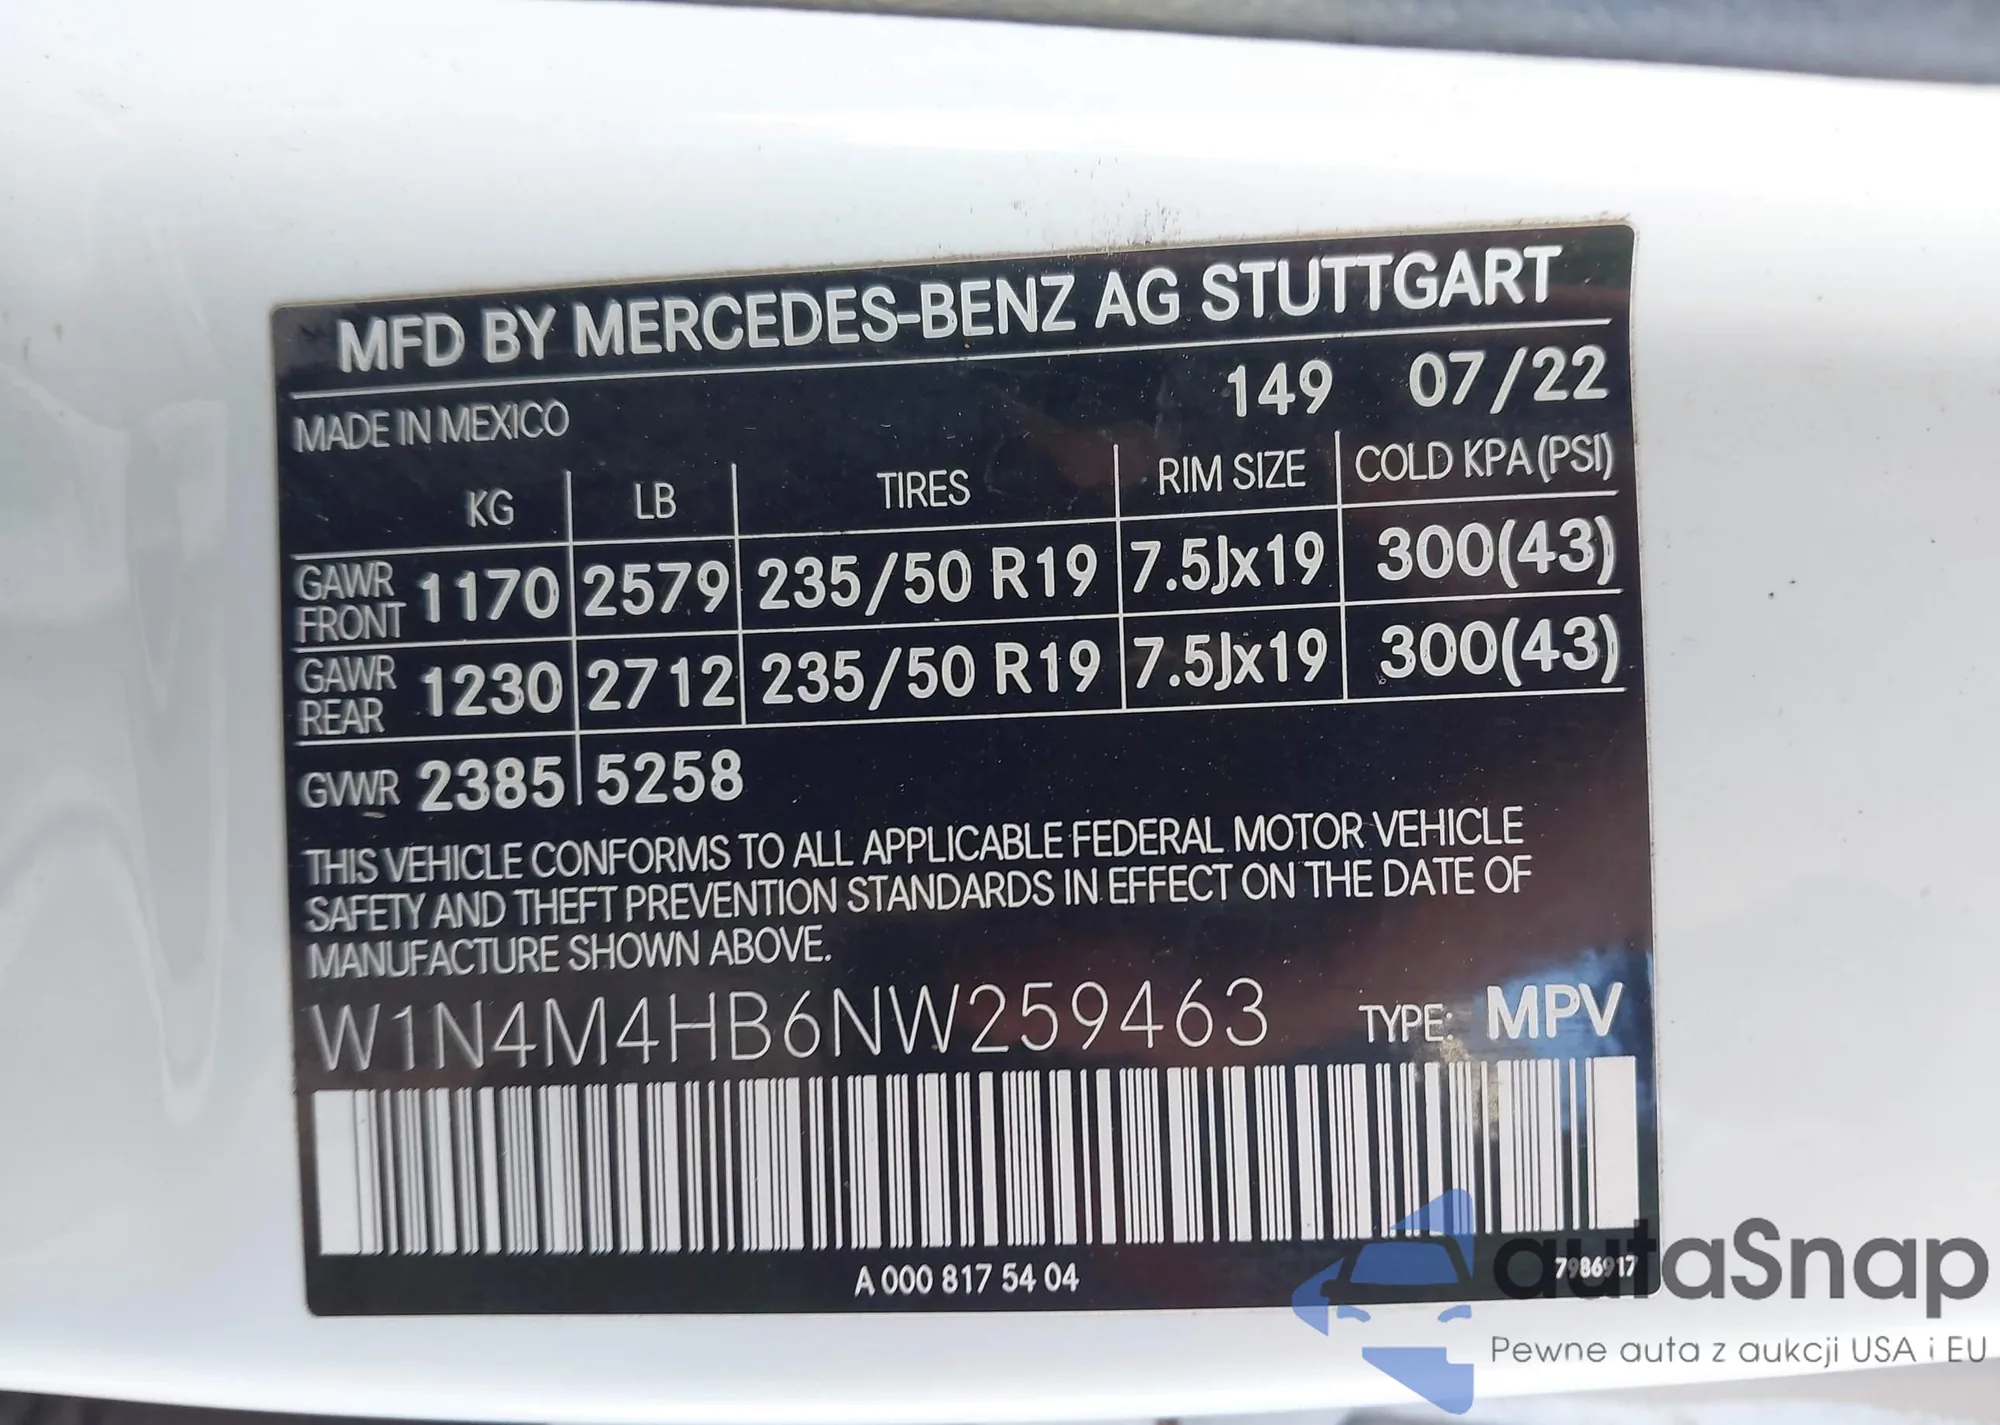 MFD BY MERCEDES-BENZ AG STUTTGART
MADE IN MEXICO 149 07/22
KG LB TIRES RIM SIZE COLD KPA (PSI)
GAWR FRONT 1170 2579 235/50 R19 7.5Jx19 300(43)
GAWR REAR 1230 2712 235/50 R19 7.5Jx19 300(43)
GVWR 2385 5258
THIS VEHICLE CONFORMS TO ALL APPLICABLE FEDERAL MOTOR VEHICLE
SAFETY AND THEFT PREVENTION STANDARDS IN EFFECT ON THE DATE OF
MANUFACTURE SHOWN ABOVE.
W1N4M4HB6NW259463 TYPE: MPV
A 000 817 54 04 7986917
autaSnap
Pewne auta z aukcji USA i EU